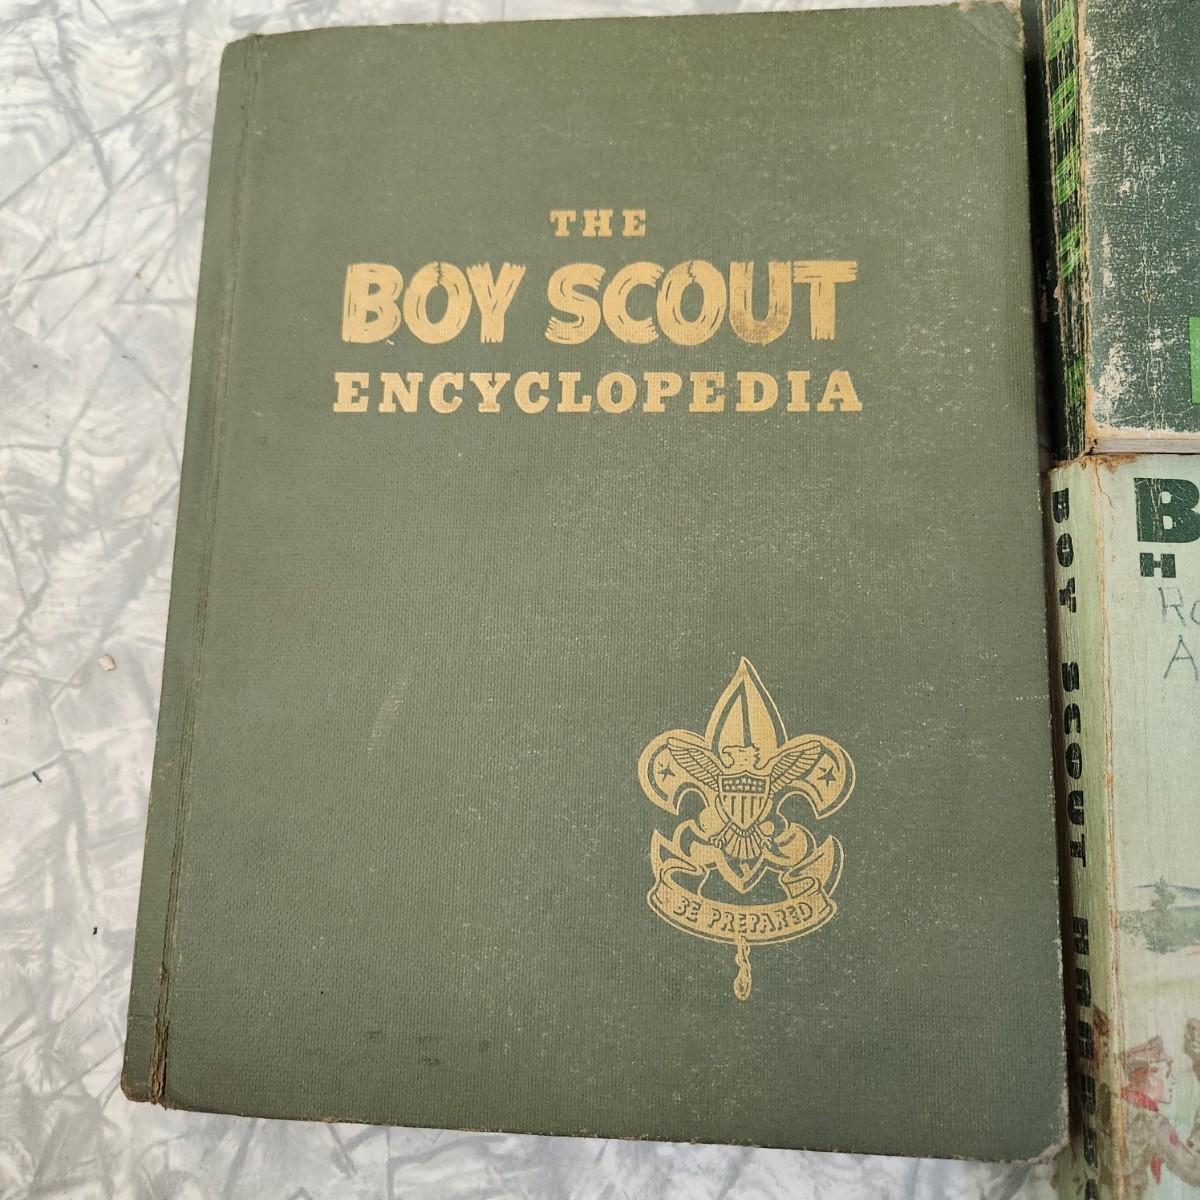 THE
BOY SCOUT
ENCYCLOPEDIA
BE PREPARED
BOY SCOUT
B
H
A